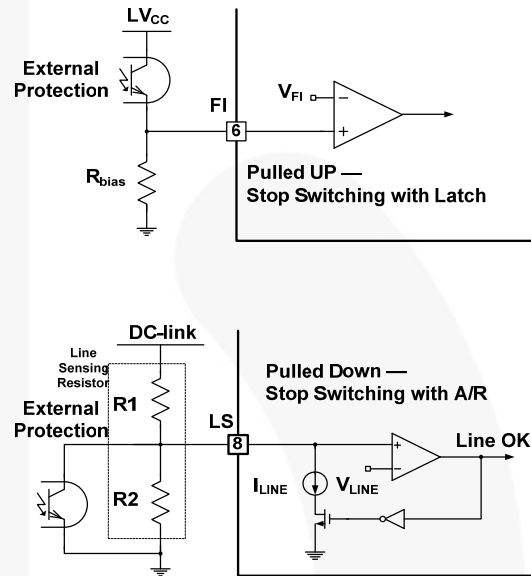 LVCC
External
Protection
FI
6
VFI
−
+
Rbias
Pulled UP —
Stop Switching with Latch
DC-link
Line
Sensing
Resistor
External
Protection
R1
R2
LS
8
Pulled Down —
Stop Switching with A/R
Line OK
+
−
ILINE
VLINE